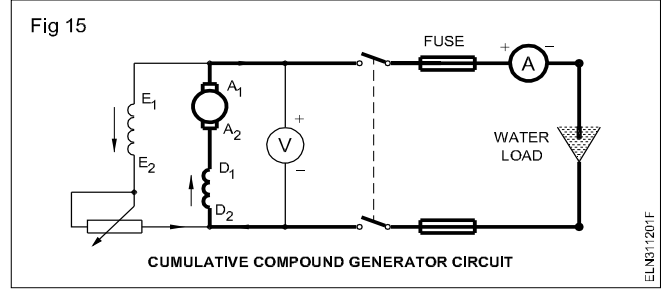 Fig 15
FUSE
+ A −
E1
A1
E2
A2
+
V
−
D1
D2
WATER
LOAD
CUMULATIVE COMPOUND GENERATOR CIRCUIT
ELN311201F